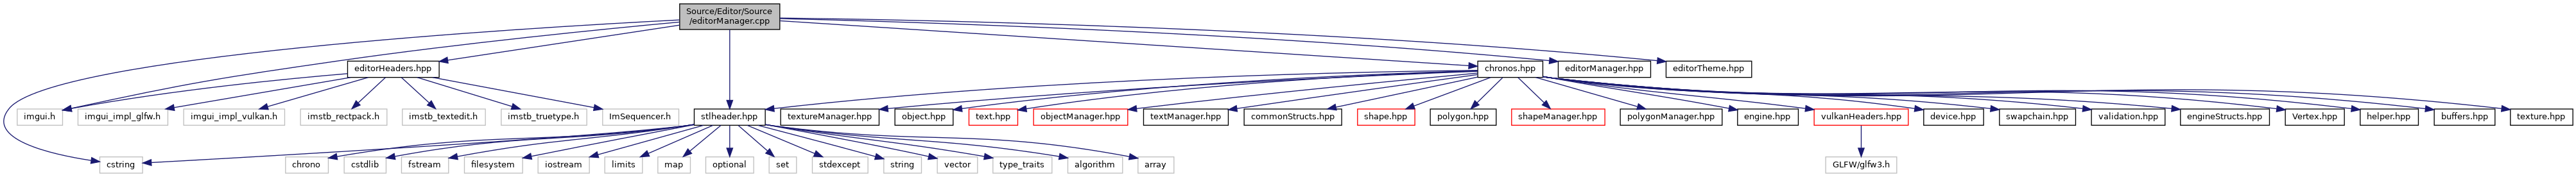 Source/Editor/Source
/editorManager.cpp
editorHeaders.hpp
chronos.hpp
editorManager.hpp
editorTheme.hpp
imgui.h
imgui_impl_glfw.h
imgui_impl_vulkan.h
imstb_rectpack.h
imstb_textedit.h
imstb_truetype.h
ImSequencer.h
stlheader.hpp
textureManager.hpp
object.hpp
text.hpp
objectManager.hpp
textManager.hpp
commonStructs.hpp
shape.hpp
polygon.hpp
shapeManager.hpp
polygonManager.hpp
engine.hpp
vulkanHeaders.hpp
device.hpp
swapchain.hpp
validation.hpp
engineStructs.hpp
Vertex.hpp
helper.hpp
buffers.hpp
texture.hpp
cstring
chrono
cstdlib
fstream
filesystem
iostream
limits
map
optional
set
stdexcept
string
vector
type_traits
algorithm
array
GLFW/glfw3.h